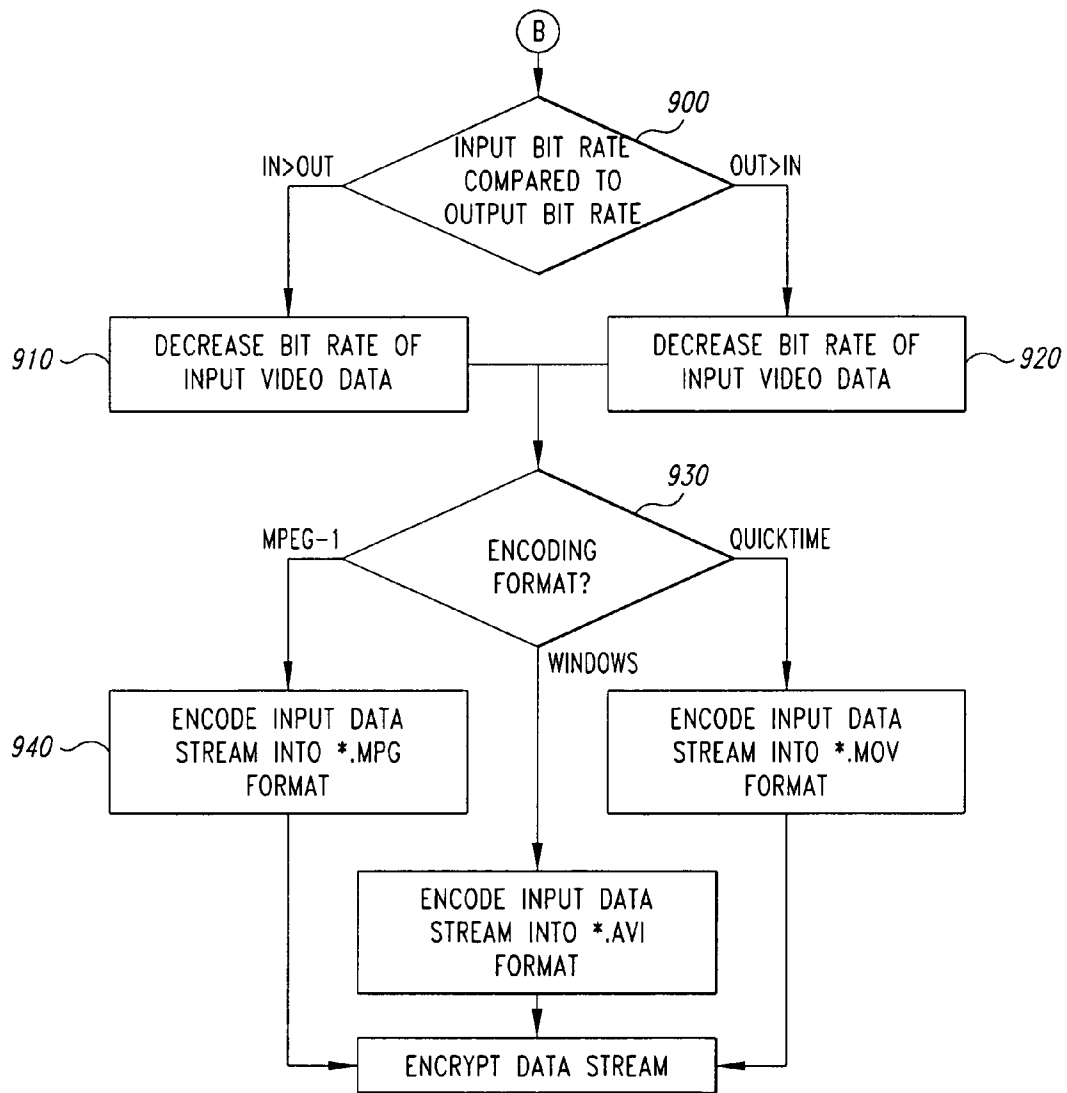 B
900
INPUT BIT RATE
COMPARED TO
OUTPUT BIT RATE
IN>OUT
OUT>IN
910
DECREASE BIT RATE OF
INPUT VIDEO DATA
DECREASE BIT RATE OF
INPUT VIDEO DATA
920
930
ENCODING
FORMAT?
MPEG-1
QUICKTIME
WINDOWS
940
ENCODE INPUT DATA
STREAM INTO *.MPG
FORMAT
ENCODE INPUT DATA
STREAM INTO *.MOV
FORMAT
ENCODE INPUT DATA
STREAM INTO *.AVI
FORMAT
ENCRYPT DATA STREAM